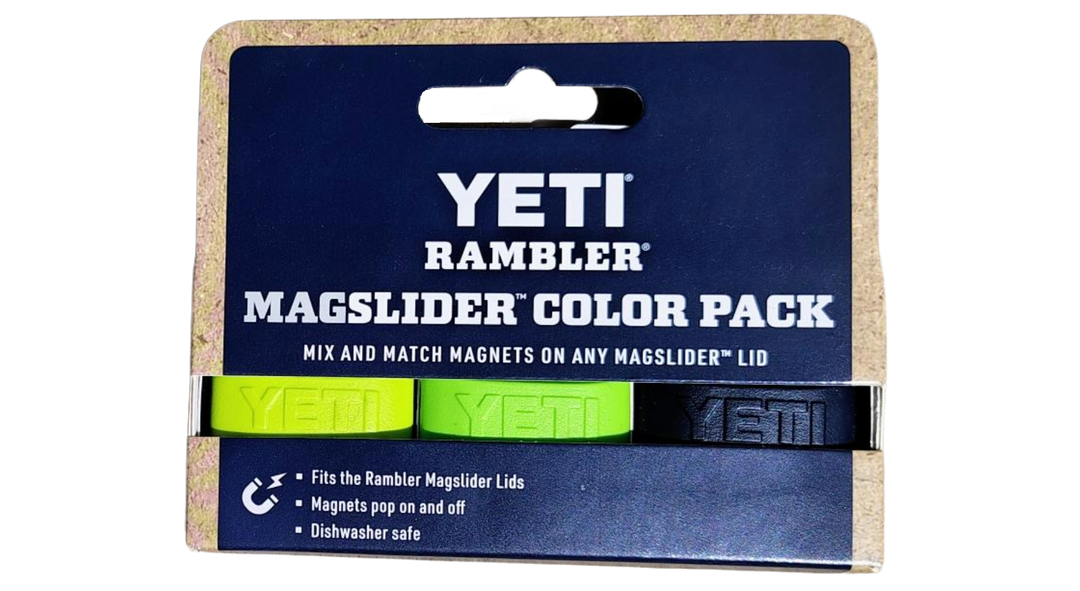 YETI®
RAMBLER®
MAGSLIDER™ COLOR PACK
MIX AND MATCH MAGNETS ON ANY MAGSLIDER™ LID
YETI YETI YETI
▪ Fits the Rambler Magslider Lids
▪ Magnets pop on and off
▪ Dishwasher safe